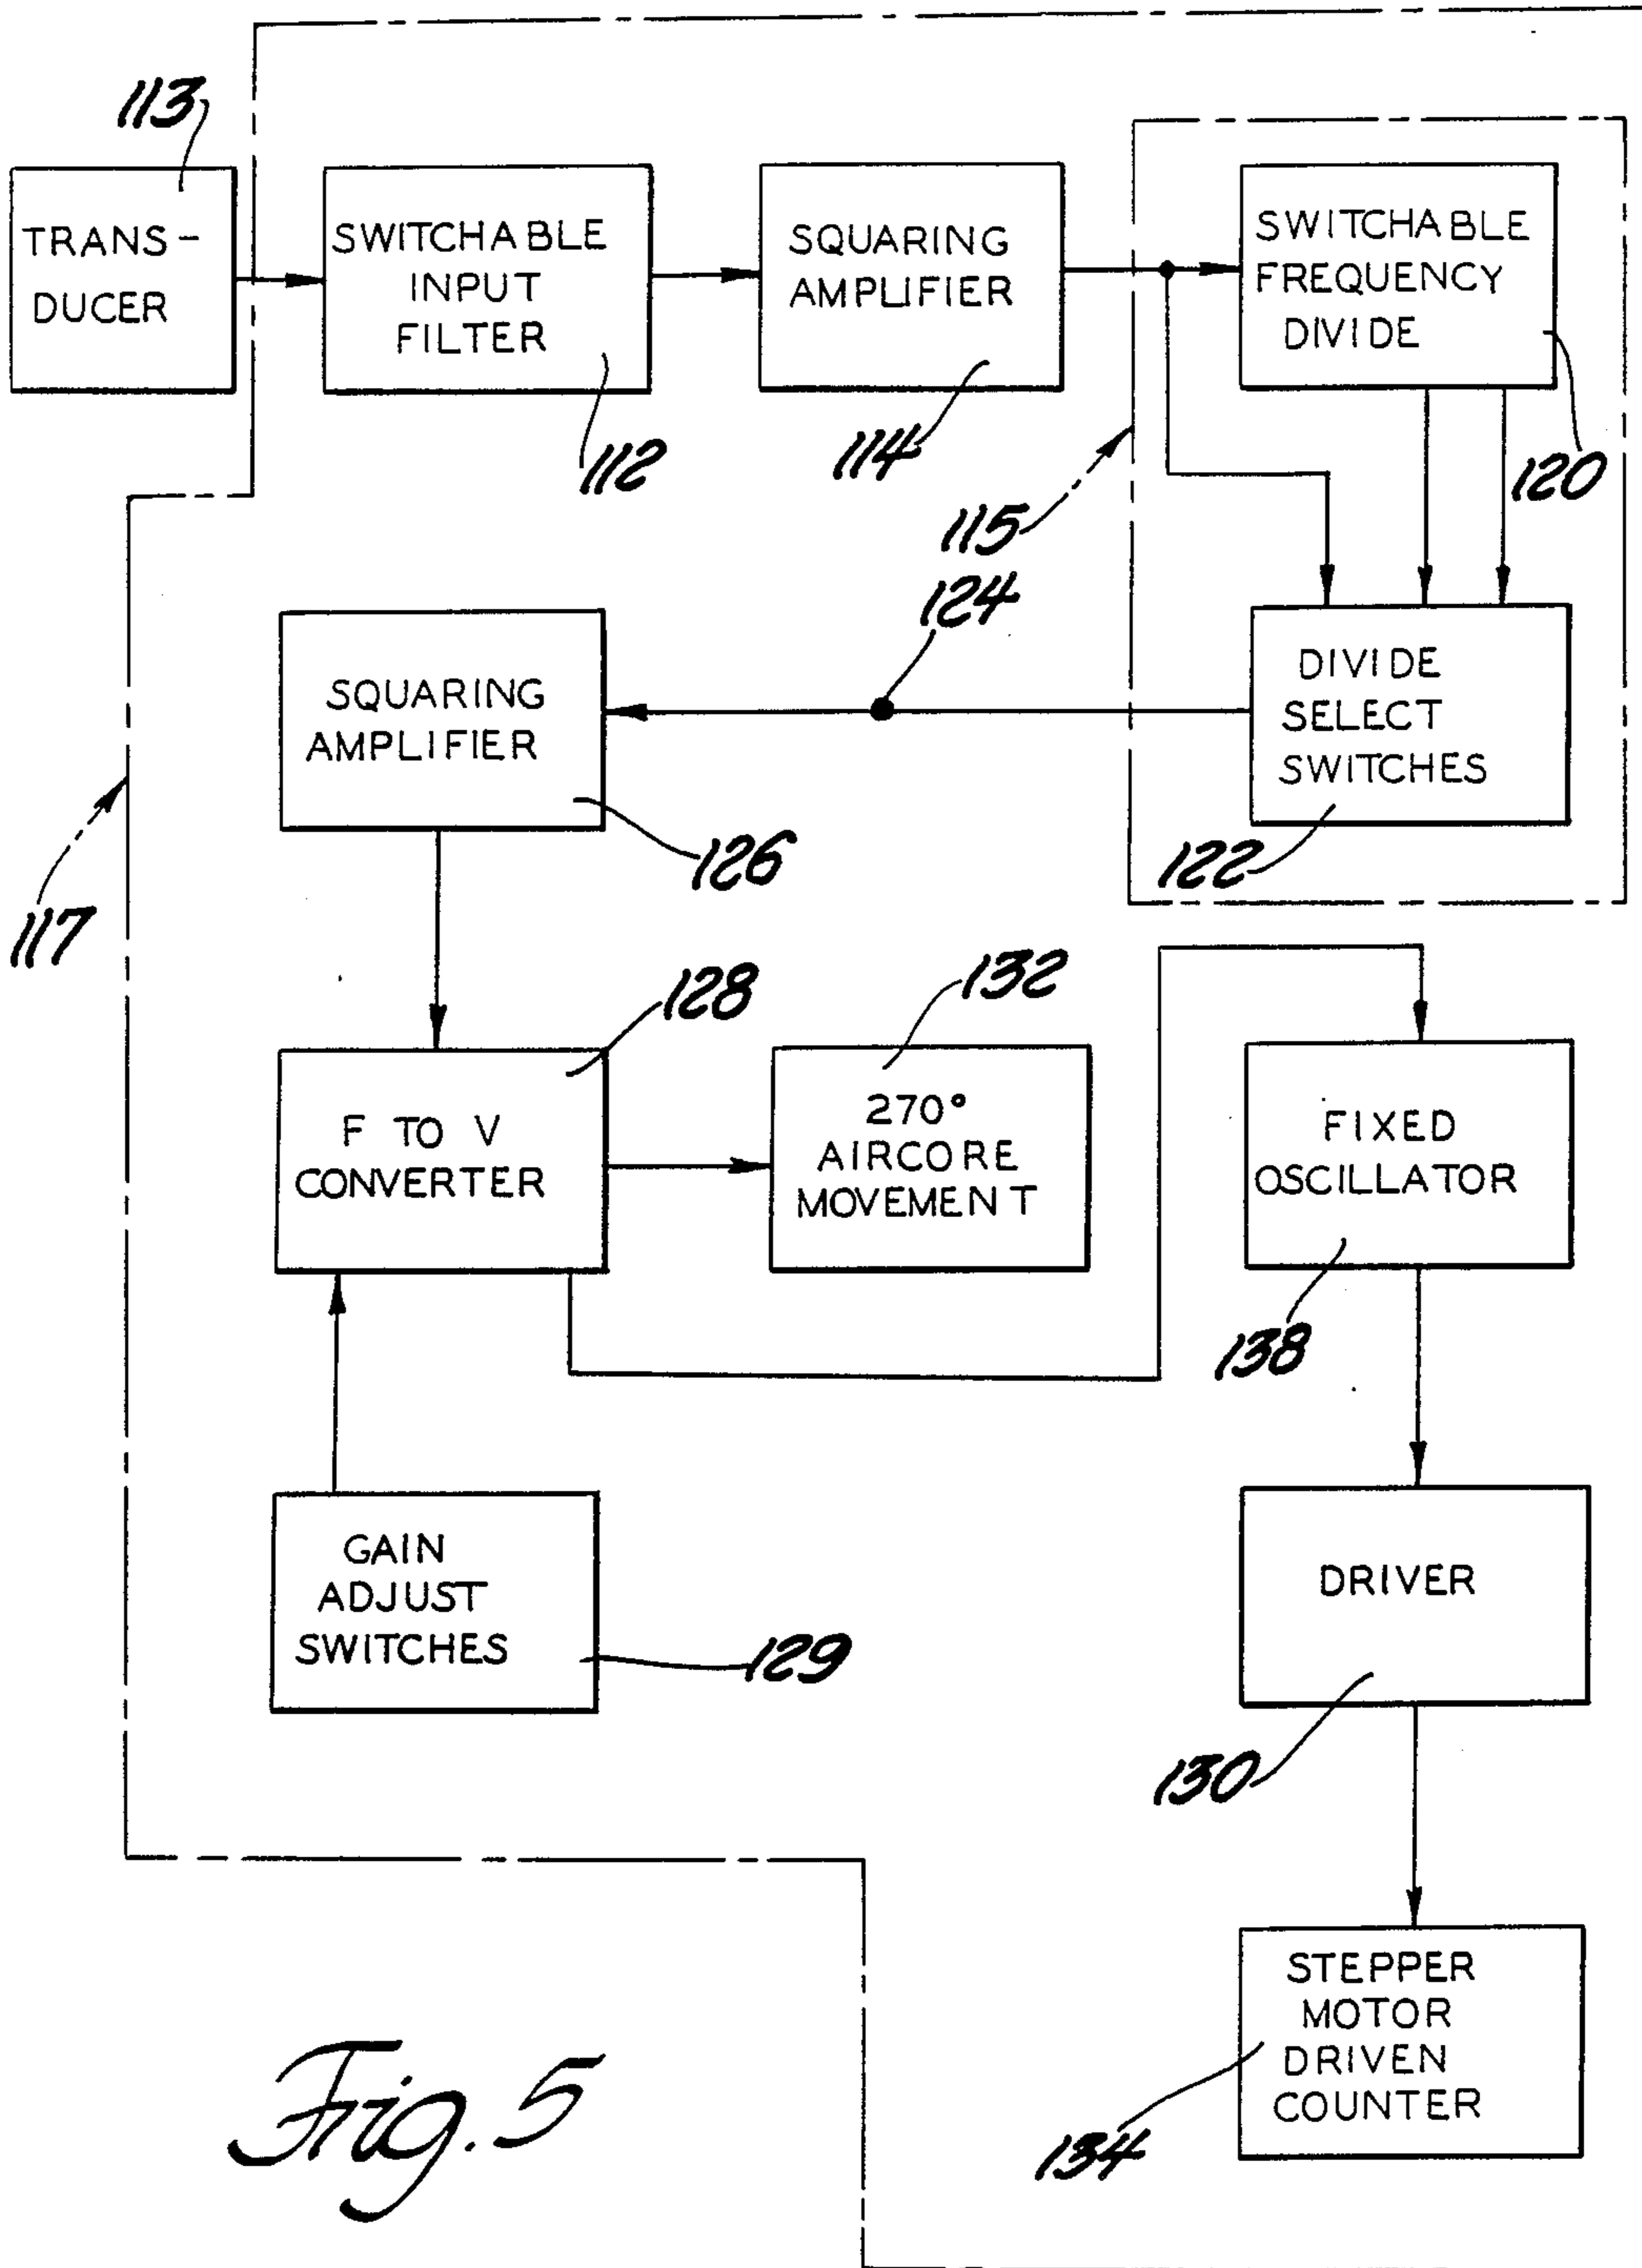 113
TRANS-
DUCER
SWITCHABLE
INPUT
FILTER
112
SQUARING
AMPLIFIER
114
SWITCHABLE
FREQUENCY
DIVIDE
120
115
124
DIVIDE
SELECT
SWITCHES
122
SQUARING
AMPLIFIER
126
117
128
F TO V
CONVERTER
132
270°
AIRCORE
MOVEMENT
FIXED
OSCILLATOR
138
GAIN
ADJUST
SWITCHES
129
DRIVER
130
STEPPER
MOTOR
DRIVEN
COUNTER
134
Fig. 5